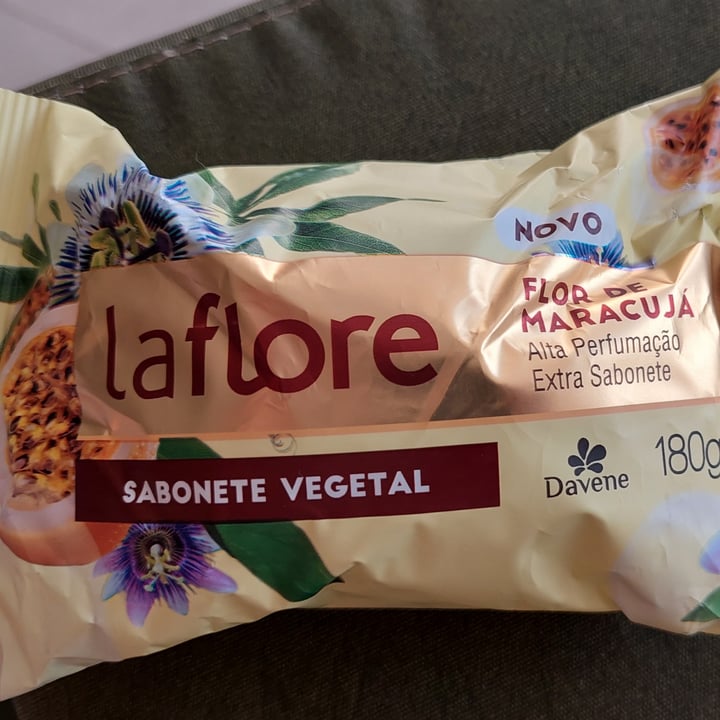 NOVO
laflore
FLOR DE
MARACUJÁ
Alta Perfumação
Extra Sabonete
SABONETE VEGETAL
Davene
180g